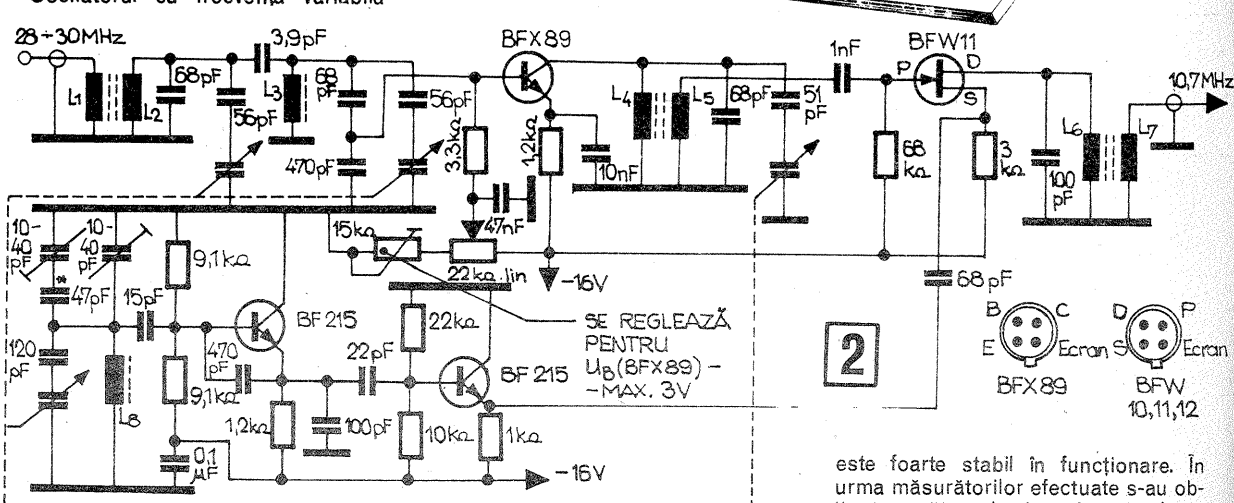 Oscilatorul cu frecvență variabilă
28÷30MHz
L1
L2
68pF
56pF
3,9pF
L3
68 pF
470pF
56pF
3,3kΩ
BFX89
1,2kΩ
10nF
47nF
L4
L5
68pF
51 pF
1nF
BFW11
P
D
S
68 kΩ
3 kΩ
100 pF
L6
L7
10,7MHz
10-40 pF
10-40 pF
*
47pF
15pF
9,1kΩ
15kΩ
22kΩ lin
-16V
68pF
120 pF
L8
9,1kΩ
0,1 µF
470 pF
BF 215
1,2kΩ
100pF
22pF
22kΩ
10kΩ
BF 215
1kΩ
-16V
SE REGLEAZĂ
PENTRU
UB(BFX89) -
- MAX. 3V
2
B
C
E
Ecran
BFX89
D
P
S
Ecran
BFW
10,11,12
este foarte stabil în funcționare. În
urma măsurătorilor efectuate s-au ob-